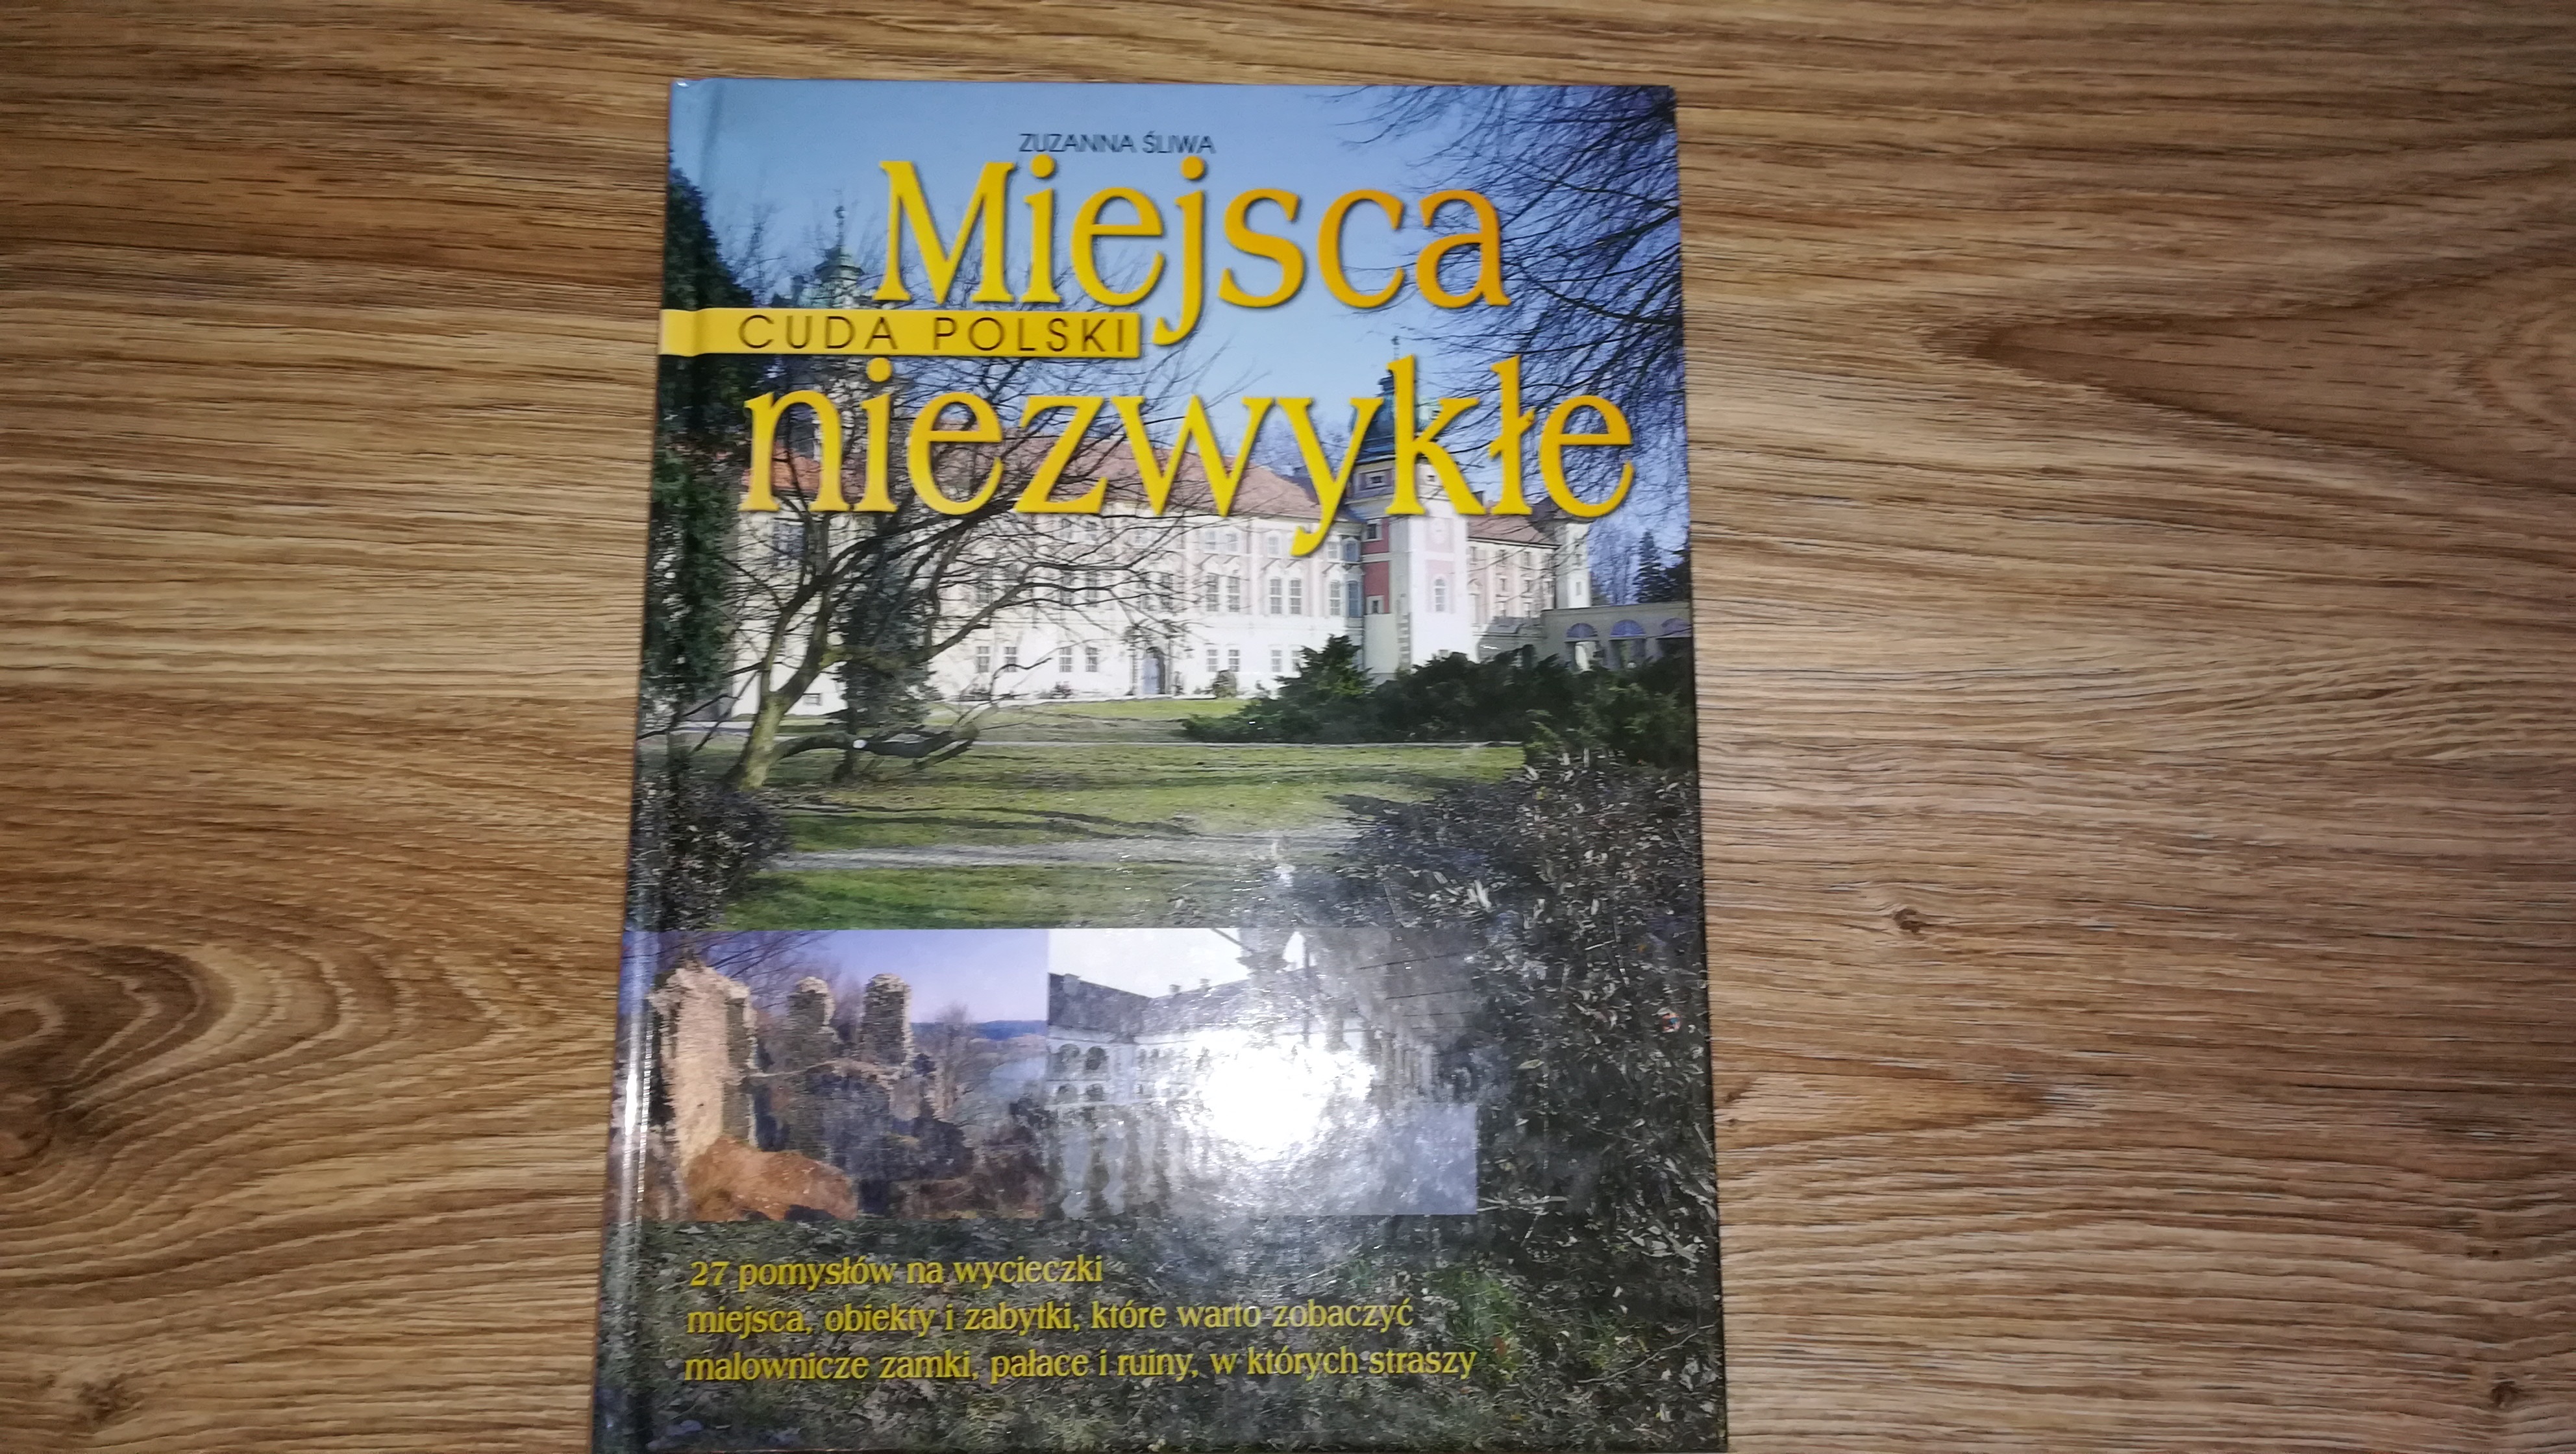 ZUZANNA ŚLIWA
Miejsca
CUDA POLSKI
niezwykłe
27 pomysłów na wycieczki
miejsca, obiekty i zabytki, które warto zobaczyć
malownicze zamki, pałace i ruiny, w których straszy